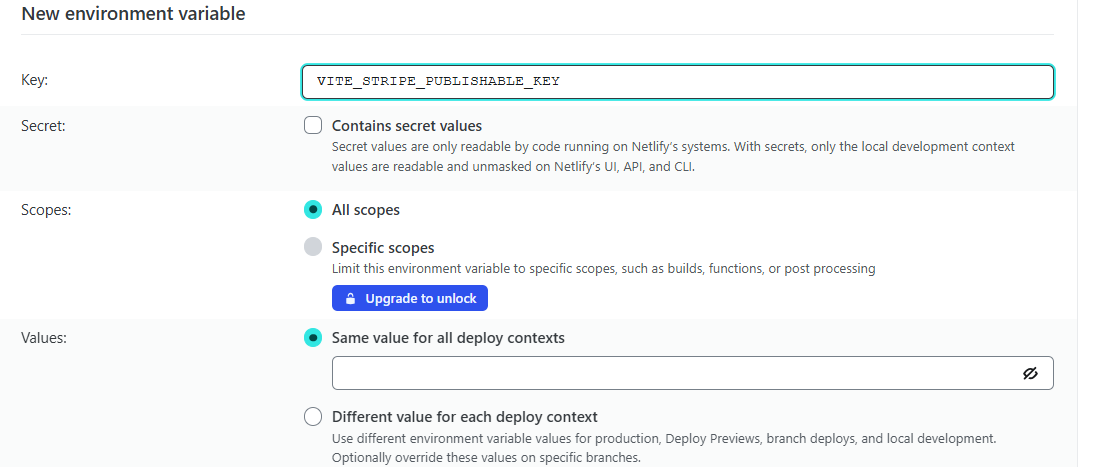 New environment variable
Key:
VITE_STRIPE_PUBLISHABLE_KEY
Secret:
Contains secret values
Secret values are only readable by code running on Netlify's systems. With secrets, only the local development context
values are readable and unmasked on Netlify's UI, API, and CLI.
Scopes:
All scopes
Specific scopes
Limit this environment variable to specific scopes, such as builds, functions, or post processing
Upgrade to unlock
Values:
Same value for all deploy contexts
Different value for each deploy context
Use different environment variable values for production, Deploy Previews, branch deploys, and local development.
Optionally override these values on specific branches.